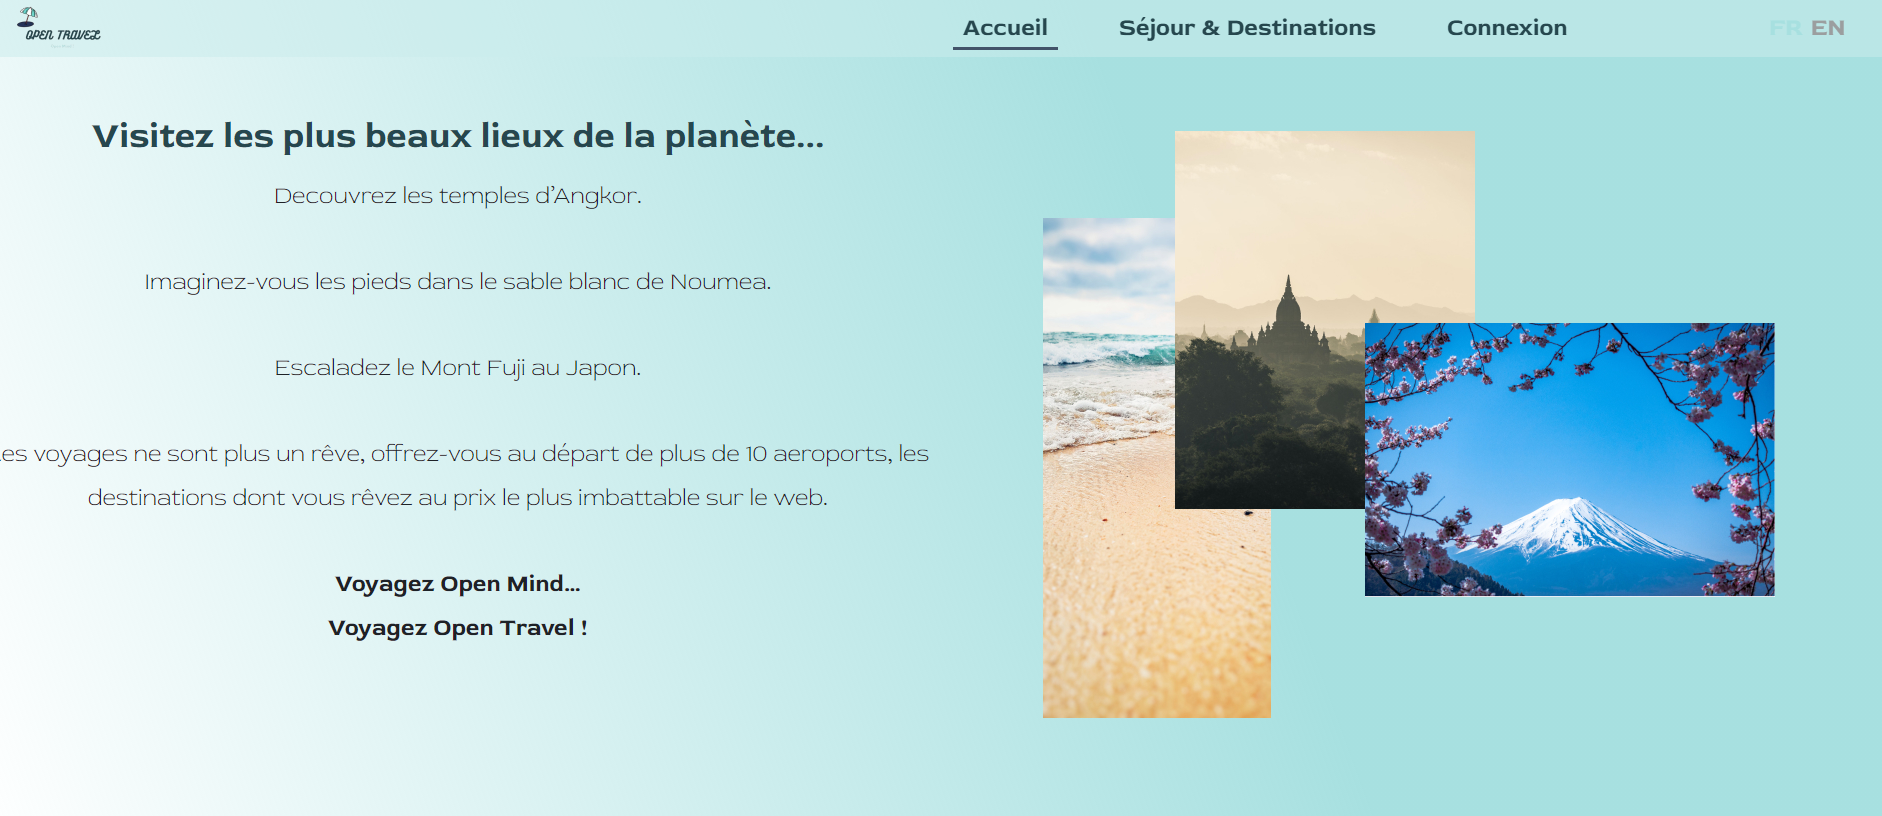 OPEN TRAVEL
Accueil
Séjour & Destinations
Connexion
FR EN
Visitez les plus beaux lieux de la planète...
Decouvrez les temples d’Angkor.
Imaginez-vous les pieds dans le sable blanc de Noumea.
Escaladez le Mont Fuji au Japon.
es voyages ne sont plus un rêve, offrez-vous au départ de plus de 10 aeroports, les
destinations dont vous rêvez au prix le plus imbattable sur le web.
Voyagez Open Mind...
Voyagez Open Travel !